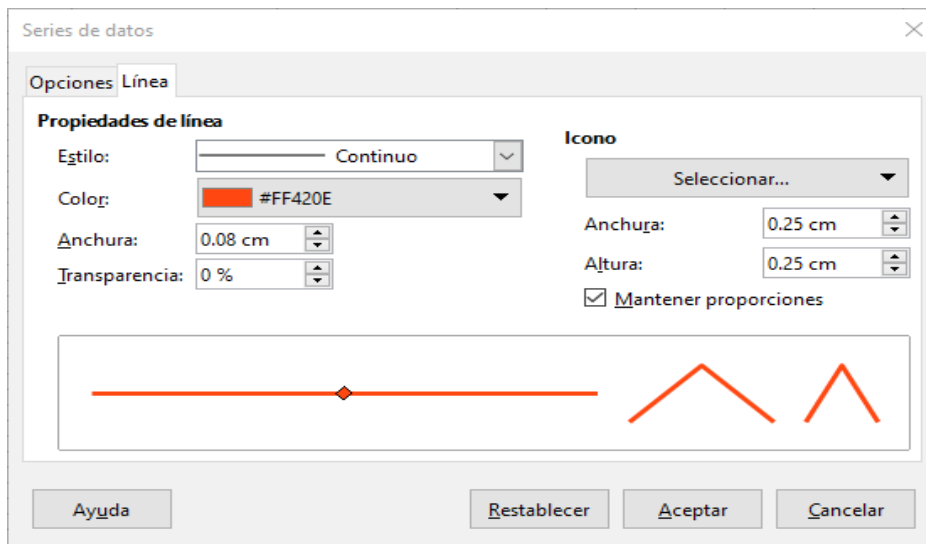 Series de datos
Opciones Línea
Propiedades de línea
Estilo: Continuo
Color: #FF420E
Anchura: 0.08 cm
Transparencia: 0 %
Icono
Seleccionar...
Anchura: 0.25 cm
Altura: 0.25 cm
Mantener proporciones
Ayuda Restablecer Aceptar Cancelar